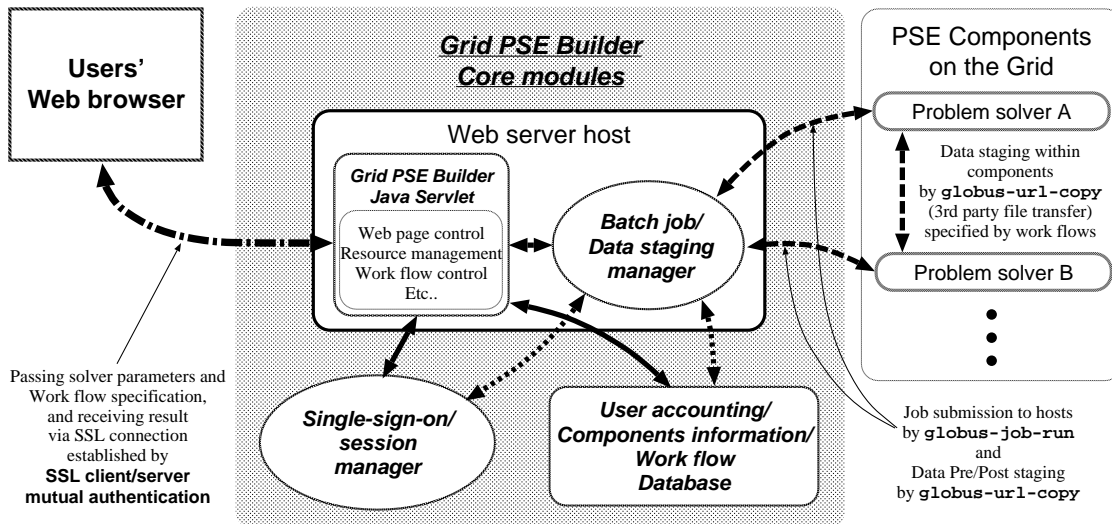 Users'
Web browser
Grid PSE Builder
Core modules
Web server host
Grid PSE Builder
Java Servlet
Web page control
Resource management
Work flow control
Etc..
Batch job/
Data staging
manager
Single-sign-on/
session
manager
User accounting/
Components information/
Work flow
Database
PSE Components
on the Grid
Problem solver A
Data staging within
components
by globus-url-copy
(3rd party file transfer)
specified by work flows
Problem solver B
Passing solver parameters and
Work flow specification,
and receiving result
via SSL connection
established by
SSL client/server
mutual authentication
Job submission to hosts
by globus-job-run
and
Data Pre/Post staging
by globus-url-copy